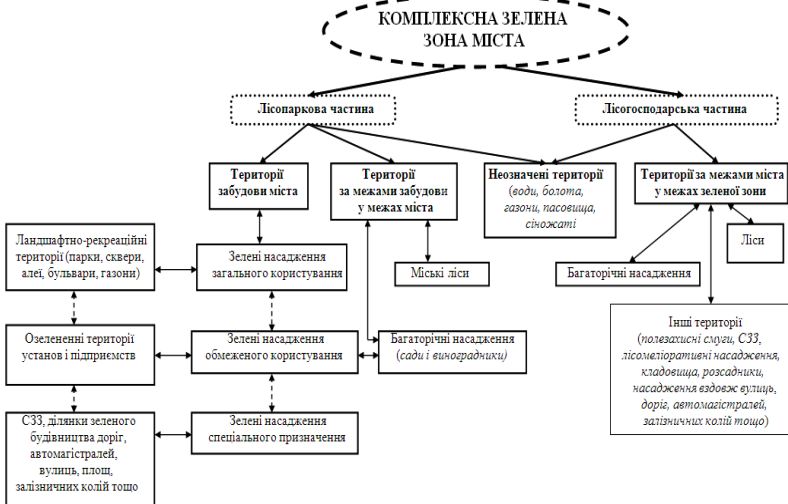 КОМПЛЕКСНА ЗЕЛЕНА
ЗОНА МІСТА
Лісопаркова частина
Лісогосподарська частина
Території
забудови міста
Території
за межами забудови
у межах міста
Неозначені території
(води, болота,
газони, пасовища,
сіножаті
Території за межами міста
у межах зеленої зони
Ландшафтно-рекреаційні
території (парки, сквери,
алеї, бульвари, газони)
Зелені насадження
загального користування
Міські ліси
Багаторічні насадження
Ліси
Озелененні території
установ і підприємств
Зелені насадження
обмеженого користування
Багаторічні насадження
(сади і виноградники)
Інші території
(полезахисні смуги, СЗЗ,
лісомеліоративні насадження,
кладовища, розсадники,
насадження вздовж вулиць,
доріг, автомагістралей,
залізничних колій тощо)
СЗЗ, ділянки зеленого
будівництва доріг,
автомагістралей,
вулиць, площ,
залізничних колій тощо
Зелені насадження
спеціального призначення